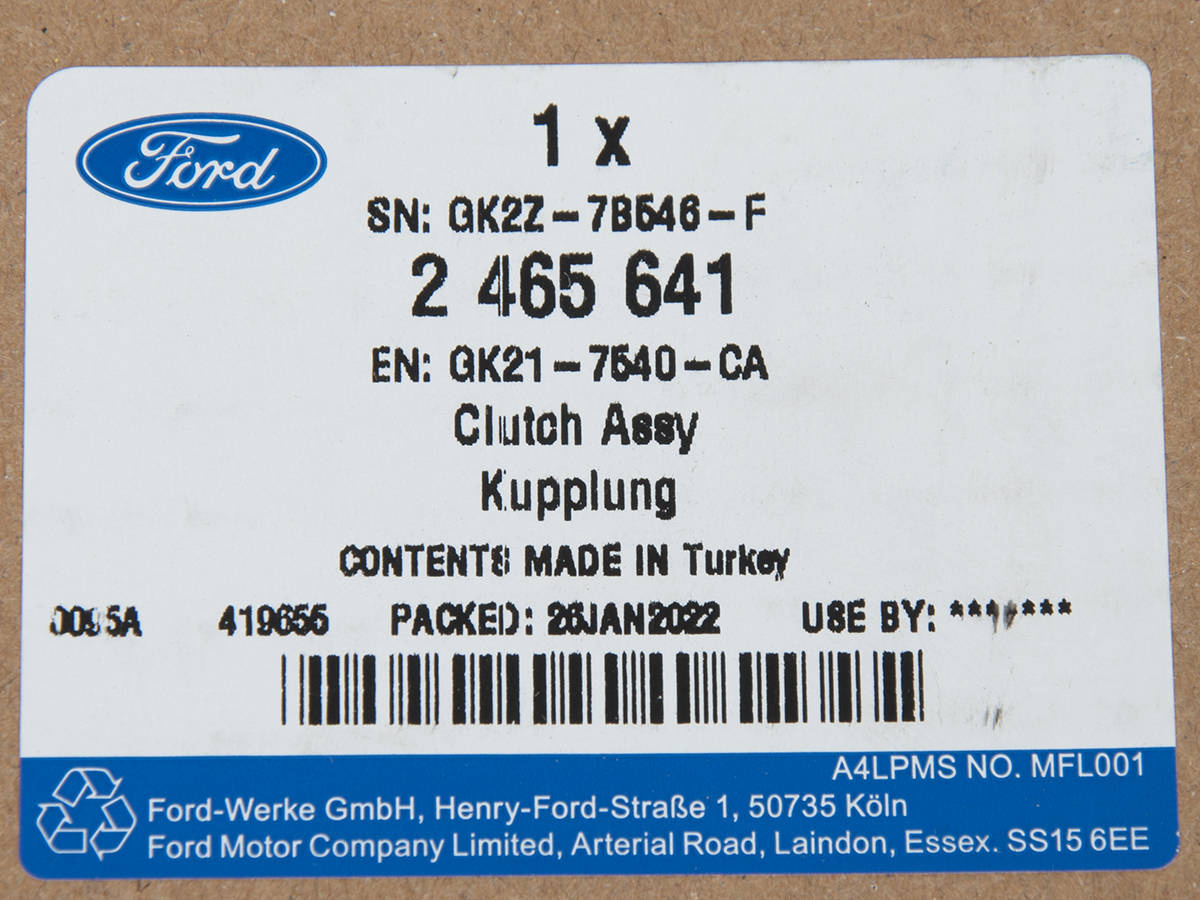 Ford
1 x
SN: GK2Z-7B546-F
2 465 641
EN: GK21-7540-CA
Clutch Assy
Kupplung
CONTENTS MADE IN Turkey
0095A 419655 PACKED: 26JAN2022 USE BY: *******
A4LPMS NO. MFL001
Ford-Werke GmbH, Henry-Ford-Straße 1, 50735 Köln
Ford Motor Company Limited, Arterial Road, Laindon, Essex. SS15 6EE